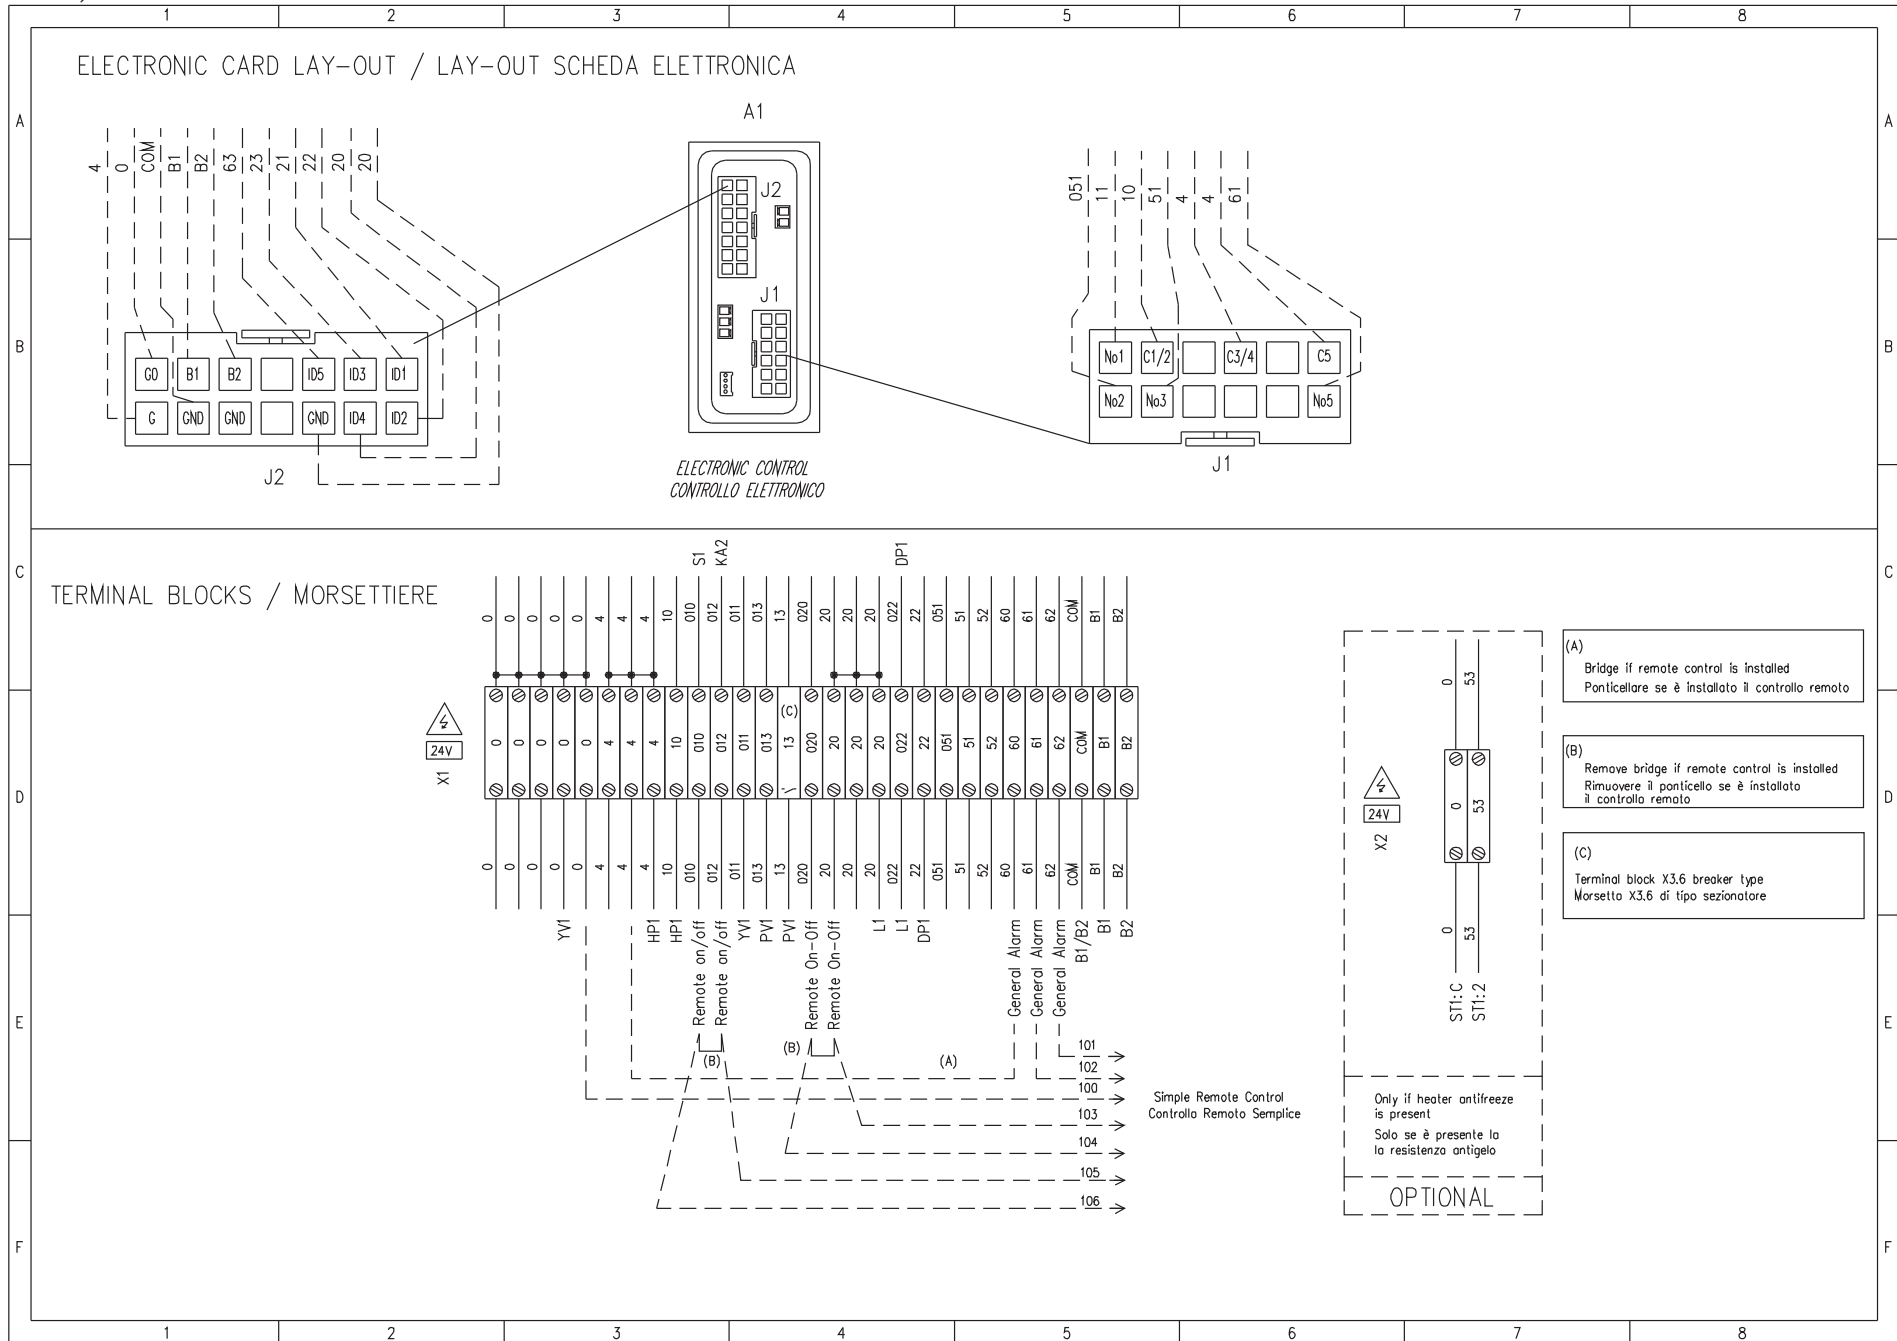 1 2 3 4 5 6 7 8
ELECTRONIC CARD LAY-OUT / LAY-OUT SCHEDA ELETTRONICA
A1
A A
4 0 COM B1 B2 63 23 21 22 20 20
051 11 10 51 4 4 61
J2
J1
B B
G0 B1 B2 ID5 ID3 ID1
G GND GND GND ID4 ID2
J2
No1 C1/2 C3/4 C5
No2 No3 No5
J1
ELECTRONIC CONTROL
CONTROLLO ELETTRONICO
C C
TERMINAL BLOCKS / MORSETTIERE
S1 KA2 DP1
0 0 0 0 0 4 4 4 10 010 012 011 013 13 020 20 20 20 022 22 051 51 52 60 61 62 COM B1 B2
(C)
24V
X1
0 0 0 0 0 4 4 4 10 010 012 011 013 13 020 20 20 20 022 22 051 51 52 60 61 62 COM B1 B2
0 0 0 0 0 4 4 4 10 010 012 011 013 13 020 20 20 20 022 22 051 51 52 60 61 62 COM B1 B2
YV1 HP1 HP1 Remote on/off Remote on/off YV1 PV1 PV1 Remote On-Off Remote On-Off L1 L1 DP1 General Alarm General Alarm General Alarm B1/B2 B1 B2
(B) (B) (A)
101
102
100
103
104
105
106
Simple Remote Control
Controllo Remoto Semplice
0 53
24V
X2
0 53
0 53
ST1:C ST1:2
Only if heater antifreeze
is present
Solo se è presente la
la resistenza antìgelo
OPTIONAL
(A)
Bridge if remote control is installed
Ponticellare se è installato il controllo remoto
(B)
Remove bridge if remote control is installed
Rimuovere il ponticello se è installato
il controllo remoto
(C)
Terminal block X3.6 breaker type
Morsetto X3.6 di tipo sezionatore
D D
E E
F F
1 2 3 4 5 6 7 8